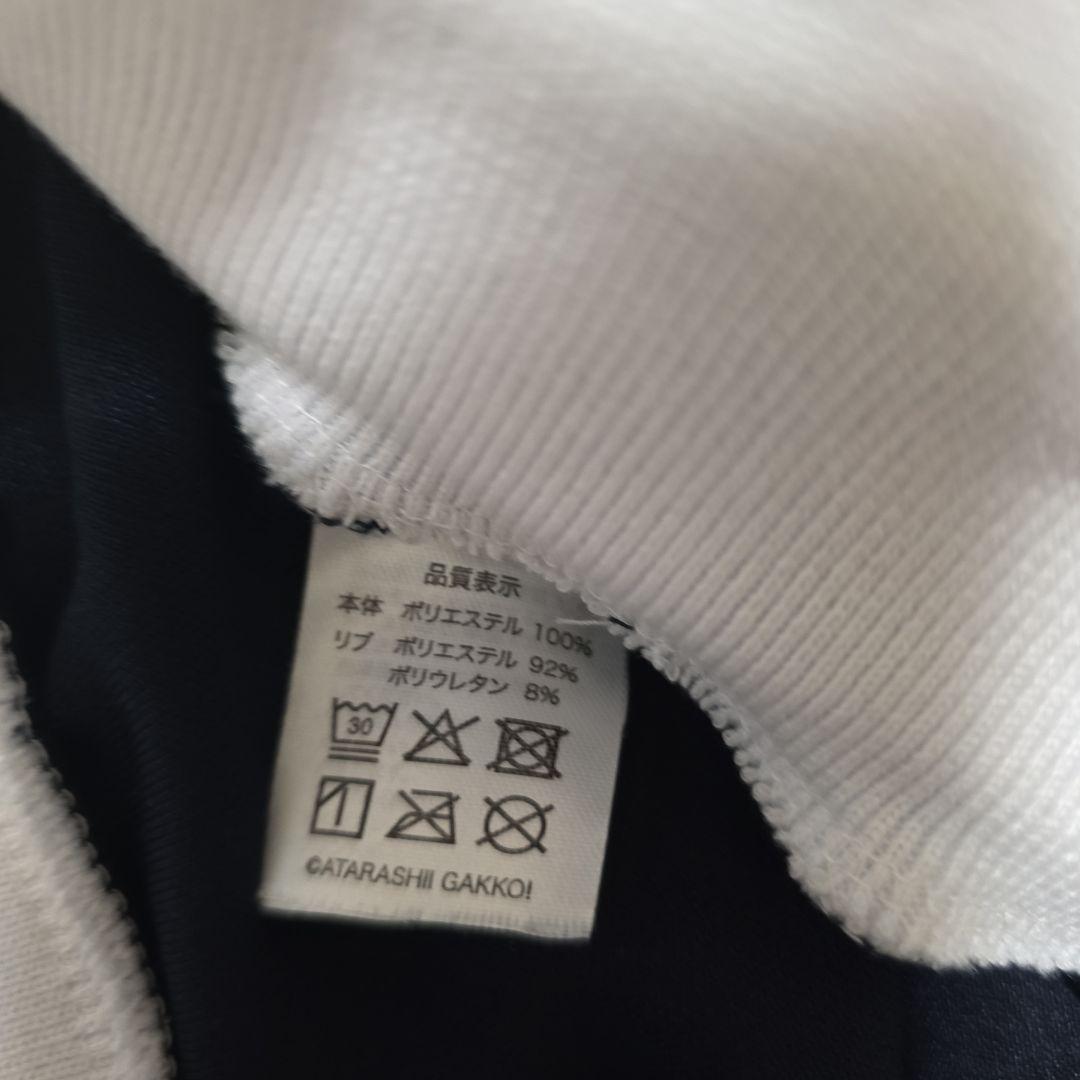 品質表示
本体 ポリエステル 100%
リブ ポリエステル 92%
ポリウレタン 8%
30
©ATARASHII GAKKO!